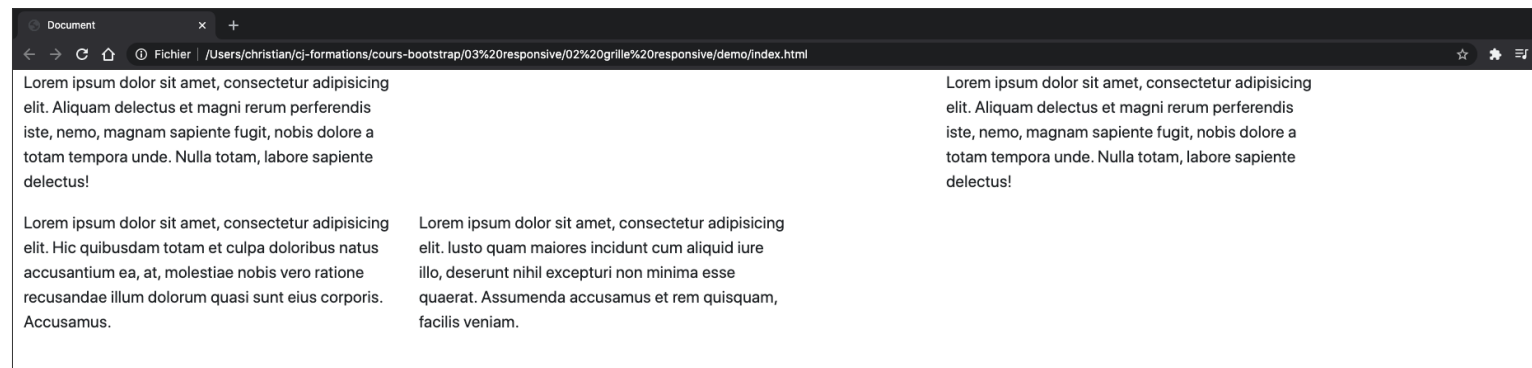 Document
Fichier /Users/christian/cj-formations/cours-bootstrap/03%20responsive/02%20grille%20responsive/demo/index.html
Lorem ipsum dolor sit amet, consectetur adipisicing
elit. Aliquam delectus et magni rerum perferendis
iste, nemo, magnam sapiente fugit, nobis dolore a
totam tempora unde. Nulla totam, labore sapiente
delectus!
Lorem ipsum dolor sit amet, consectetur adipisicing
elit. Aliquam delectus et magni rerum perferendis
iste, nemo, magnam sapiente fugit, nobis dolore a
totam tempora unde. Nulla totam, labore sapiente
delectus!
Lorem ipsum dolor sit amet, consectetur adipisicing
elit. Hic quibusdam totam et culpa doloribus natus
accusantium ea, at, molestiae nobis vero ratione
recusandae illum dolorum quasi sunt eius corporis.
Accusamus.
Lorem ipsum dolor sit amet, consectetur adipisicing
elit. Iusto quam maiores incidunt cum aliquid iure
illo, deserunt nihil excepturi non minima esse
quaerat. Assumenda accusamus et rem quisquam,
facilis veniam.